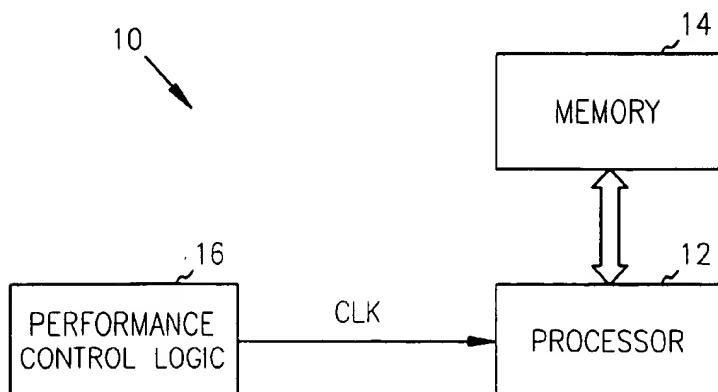 10
14
MEMORY
16
PERFORMANCE
CONTROL LOGIC
CLK
12
PROCESSOR